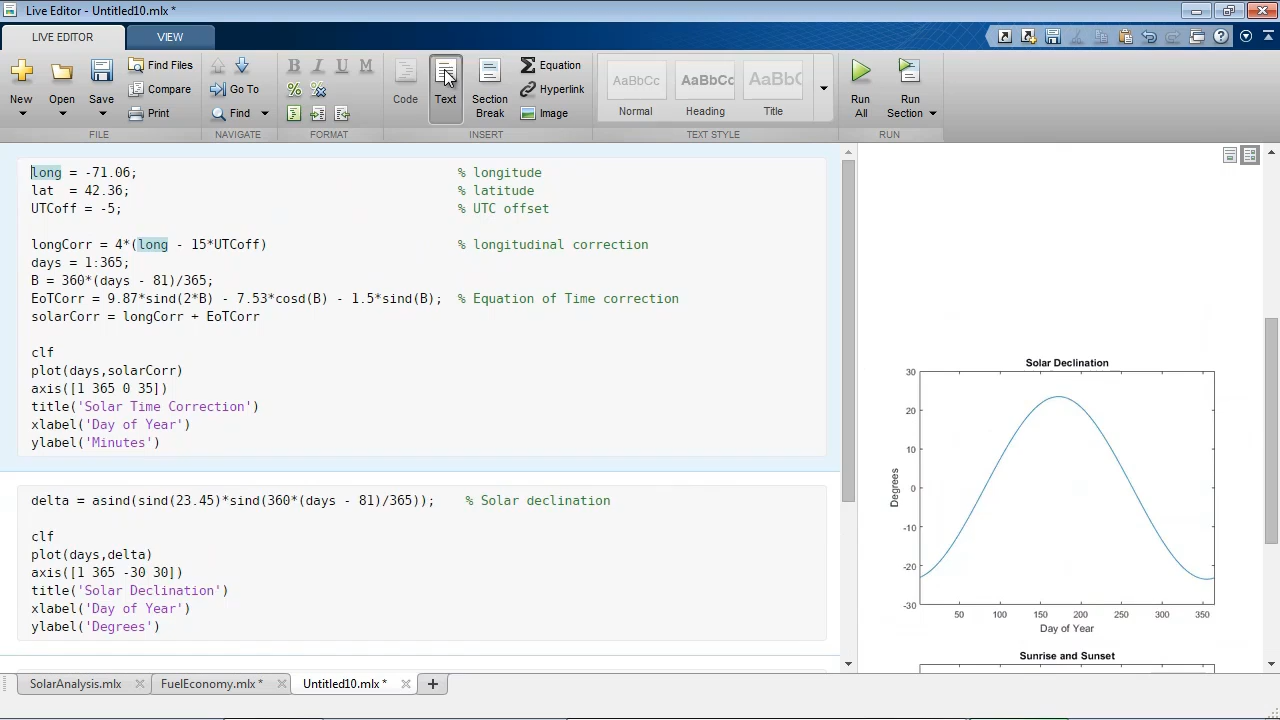 Live Editor - Untitled10.mlx *
LIVE EDITOR
VIEW
New
Open
Save
Find Files
Compare
Print
FILE
Go To
Find
NAVIGATE
B I U M
FORMAT
Code
Text
Section Break
Equation
Hyperlink
Image
INSERT
AaBbCc
Normal
AaBbCc
Heading
AaBbC
Title
TEXT STYLE
Run All
Run Section
RUN
long = -71.06; % longitude
lat = 42.36; % latitude
UTCoff = -5; % UTC offset
longCorr = 4*(long - 15*UTCoff) % longitudinal correction
days = 1:365;
B = 360*(days - 81)/365;
EoTCorr = 9.87*sind(2*B) - 7.53*cosd(B) - 1.5*sind(B); % Equation of Time correction
solarCorr = longCorr + EoTCorr
clf
plot(days,solarCorr)
axis([1 365 0 35])
title('Solar Time Correction')
xlabel('Day of Year')
ylabel('Minutes')
delta = asind(sind(23.45)*sind(360*(days - 81)/365)); % Solar declination
clf
plot(days,delta)
axis([1 365 -30 30])
title('Solar Declination')
xlabel('Day of Year')
ylabel('Degrees')
Solar Declination
30
20
10
0
-10
-20
-30
Degrees
50 100 150 200 250 300 350
Day of Year
Sunrise and Sunset
SolarAnalysis.mlx
FuelEconomy.mlx *
Untitled10.mlx *